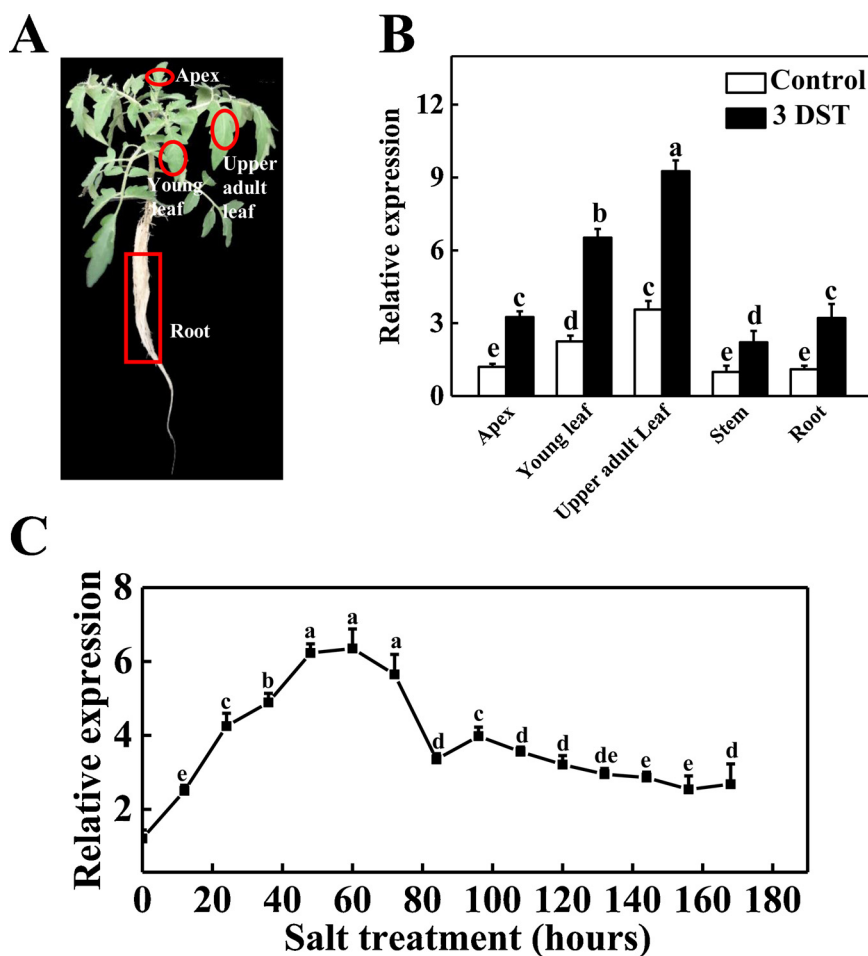 A
Apex
Upper
adult
leaf
Young
leaf
Root
B
Control
3 DST
Relative expression
12
9
6
3
0
e
c
d
b
c
a
e
d
e
c
Apex
Young leaf
Upper adult Leaf
Stem
Root
C
Relative expression
8
6
4
2
e
c
b
a
a
a
d
c
d
d
de
e
e
d
0 20 40 60 80 100 120 140 160 180
Salt treatment (hours)